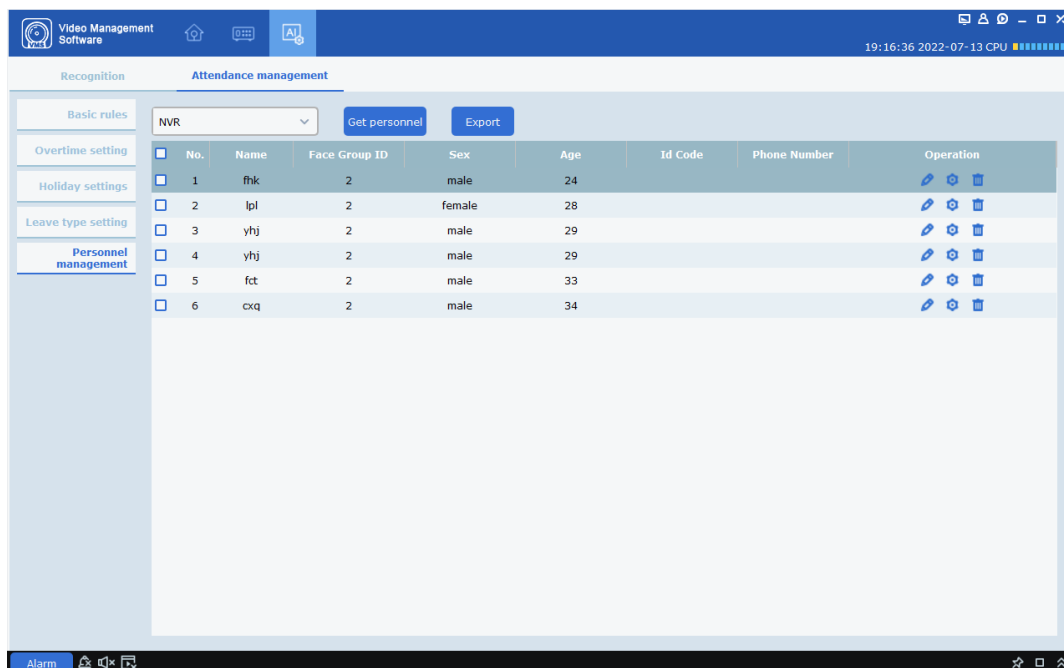 Video Management
Software
VMS
AI
19:16:36 2022-07-13 CPU
Recognition Attendance management
Basic rules
Overtime setting
Holiday settings
Leave type setting
Personnel
management
NVR Get personnel Export
No. Name Face Group ID Sex Age Id Code Phone Number Operation
1 fhk 2 male 24
2 lpl 2 female 28
3 yhj 2 male 29
4 yhj 2 male 29
5 fct 2 male 33
6 cxq 2 male 34
Alarm